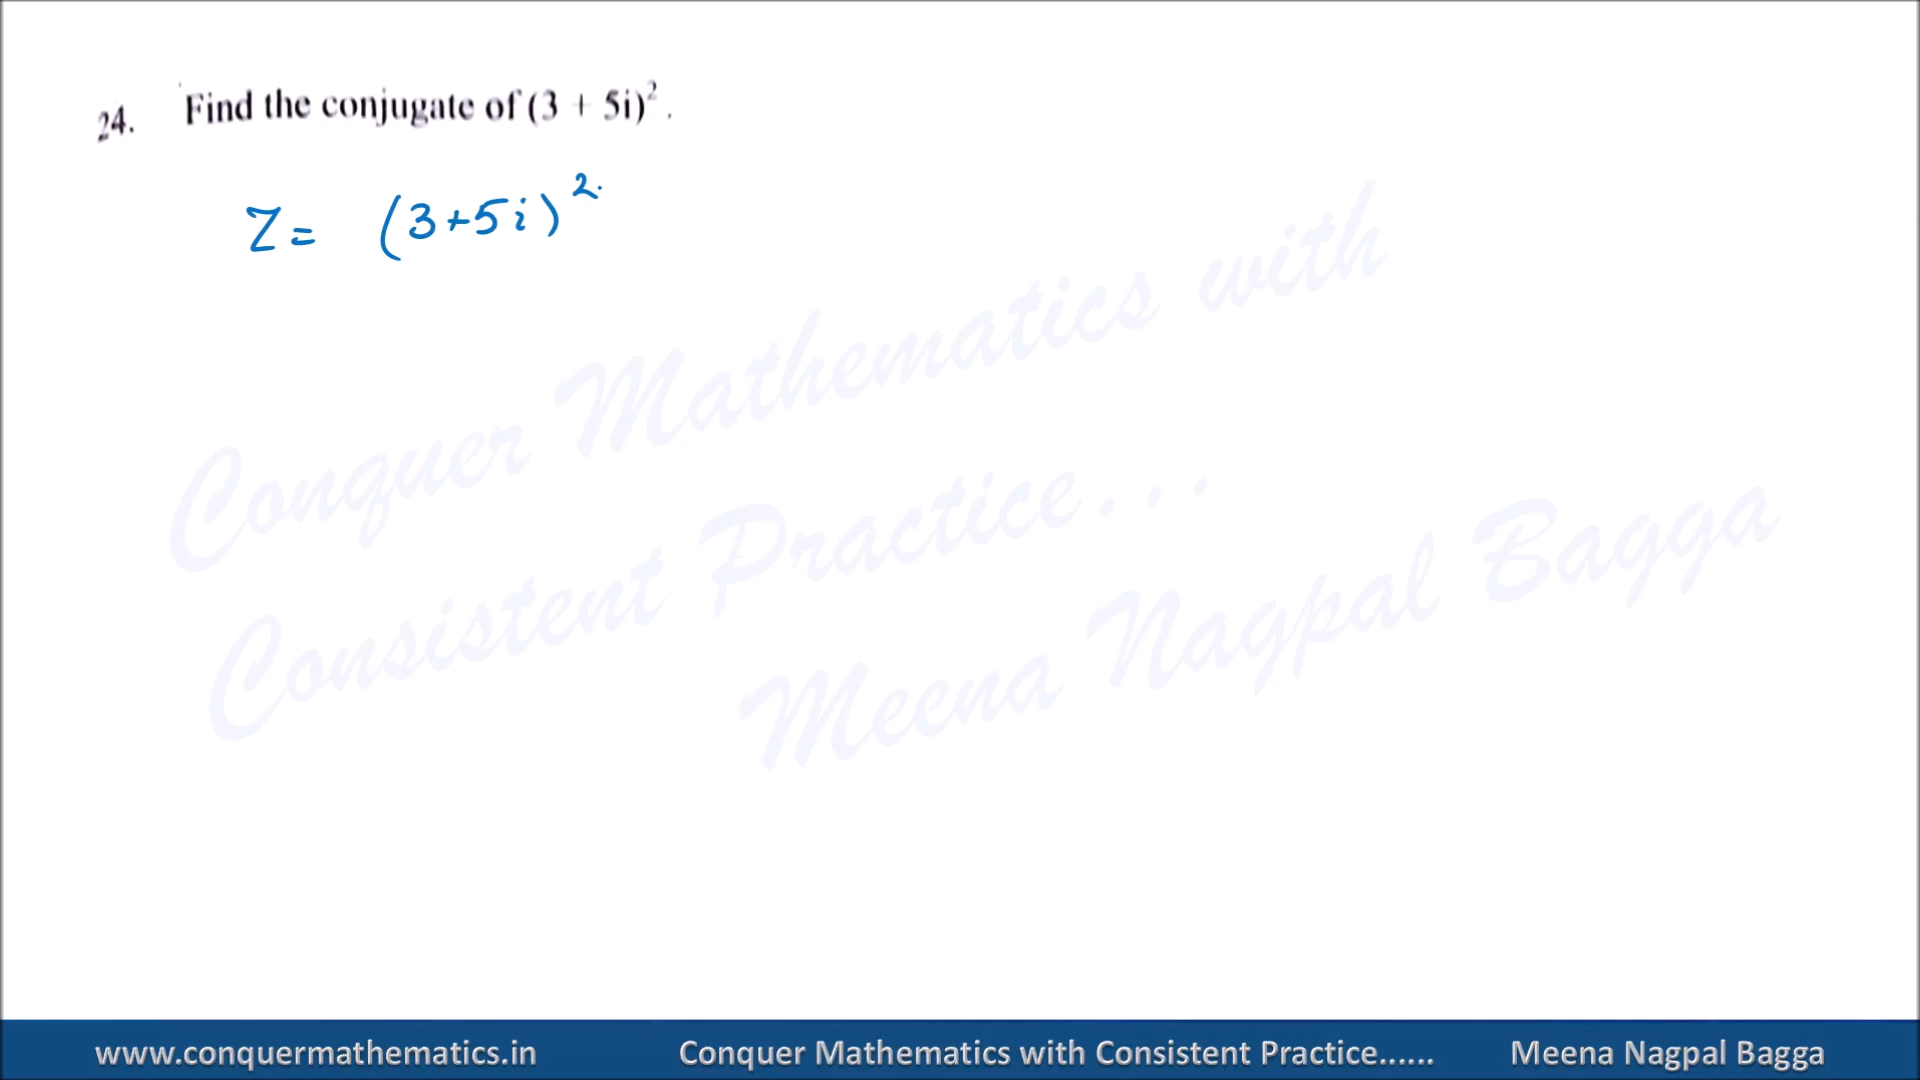 24. Find the conjugate of (3 + 5i)².
Z = (3+5i)².
Conquer Mathematics with
Consistent Practice...
Meena Nagpal Bagga
www.conquermathematics.in Conquer Mathematics with Consistent Practice...... Meena Nagpal Bagga